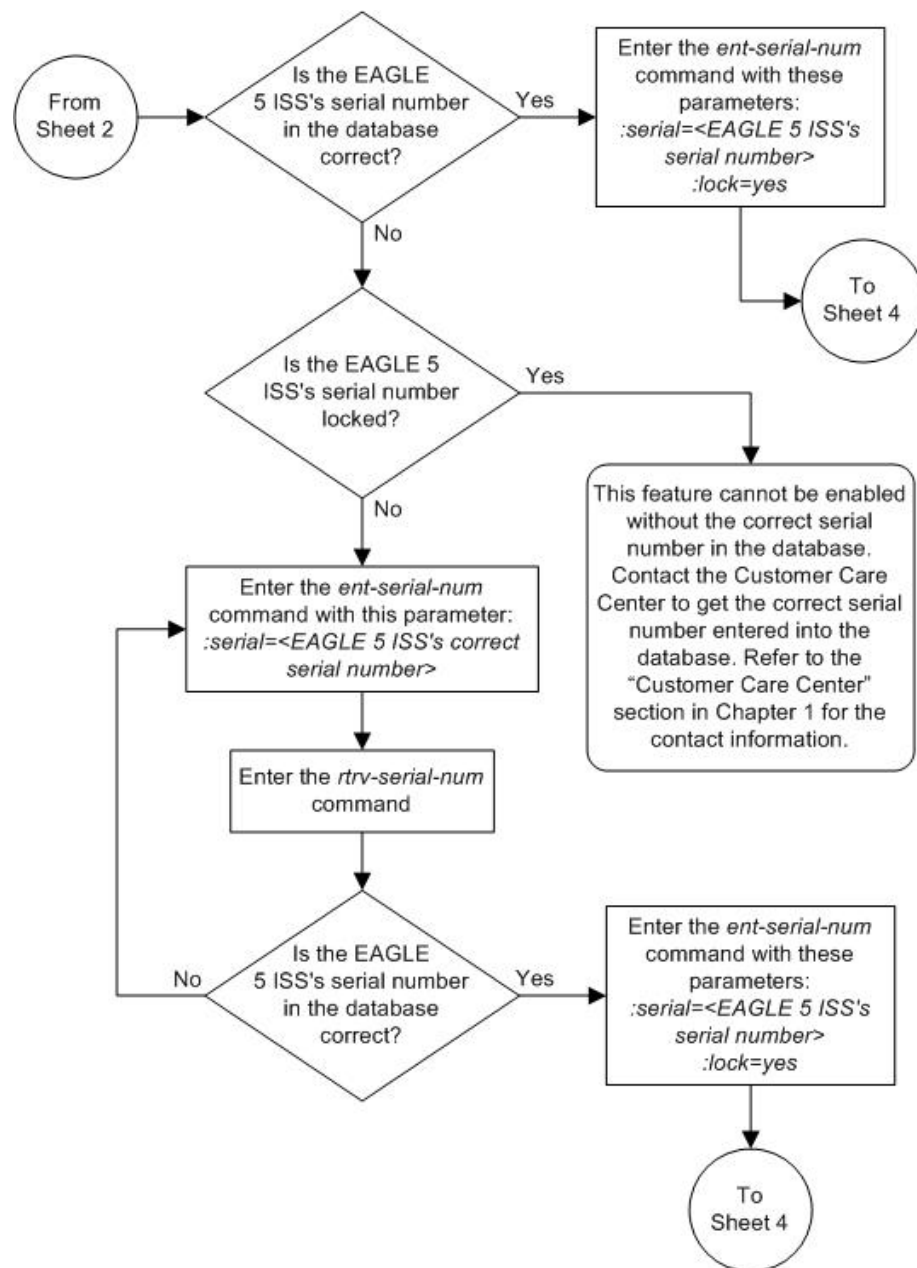 From
Sheet 2
Is the EAGLE
5 ISS's serial number
in the database
correct?
Yes
Enter the ent-serial-num
command with these
parameters:
:serial=<EAGLE 5 ISS's
serial number>
:lock=yes
No
To
Sheet 4
Is the EAGLE 5
ISS's serial number
locked?
Yes
This feature cannot be enabled
without the correct serial
number in the database.
Contact the Customer Care
Center to get the correct serial
number entered into the
database. Refer to the
“Customer Care Center”
section in Chapter 1 for the
contact information.
No
Enter the ent-serial-num
command with this parameter:
:serial=<EAGLE 5 ISS's correct
serial number>
Enter the rtrv-serial-num
command
Is the EAGLE
5 ISS's serial number
in the database
correct?
No
Yes
Enter the ent-serial-num
command with these
parameters:
:serial=<EAGLE 5 ISS's
serial number>
:lock=yes
To
Sheet 4